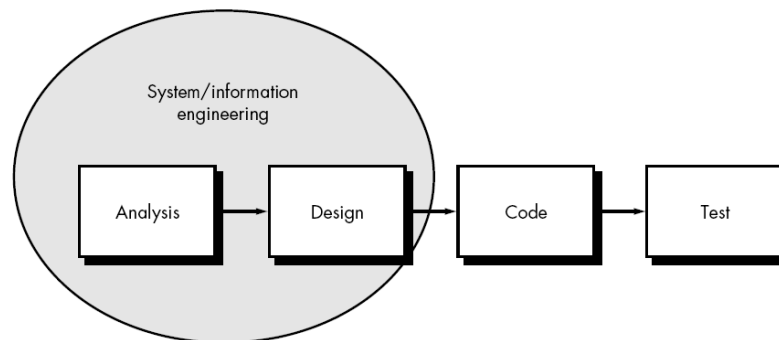 System/information
engineering
Analysis
Design
Code
Test